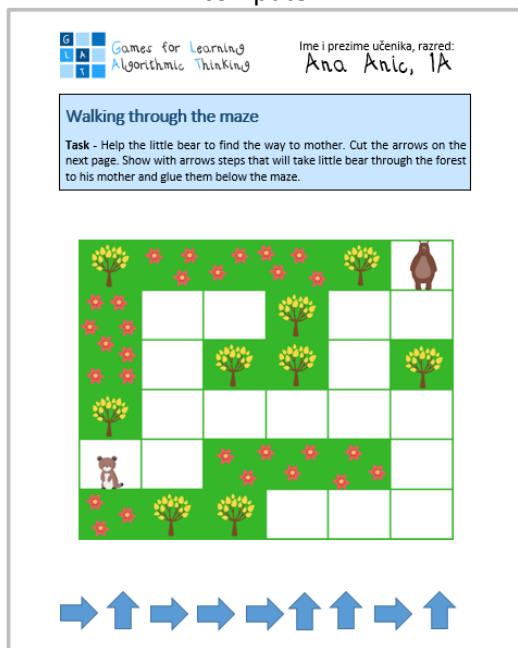 G
L A
T
Games for Learning
Algorithmic Thinking
Ime i prezime učenika, razred:
Ana Anic, 1A
Walking through the maze
Task - Help the little bear to find the way to mother. Cut the arrows on the
next page. Show with arrows steps that will take little bear through the forest
to his mother and glue them below the maze.